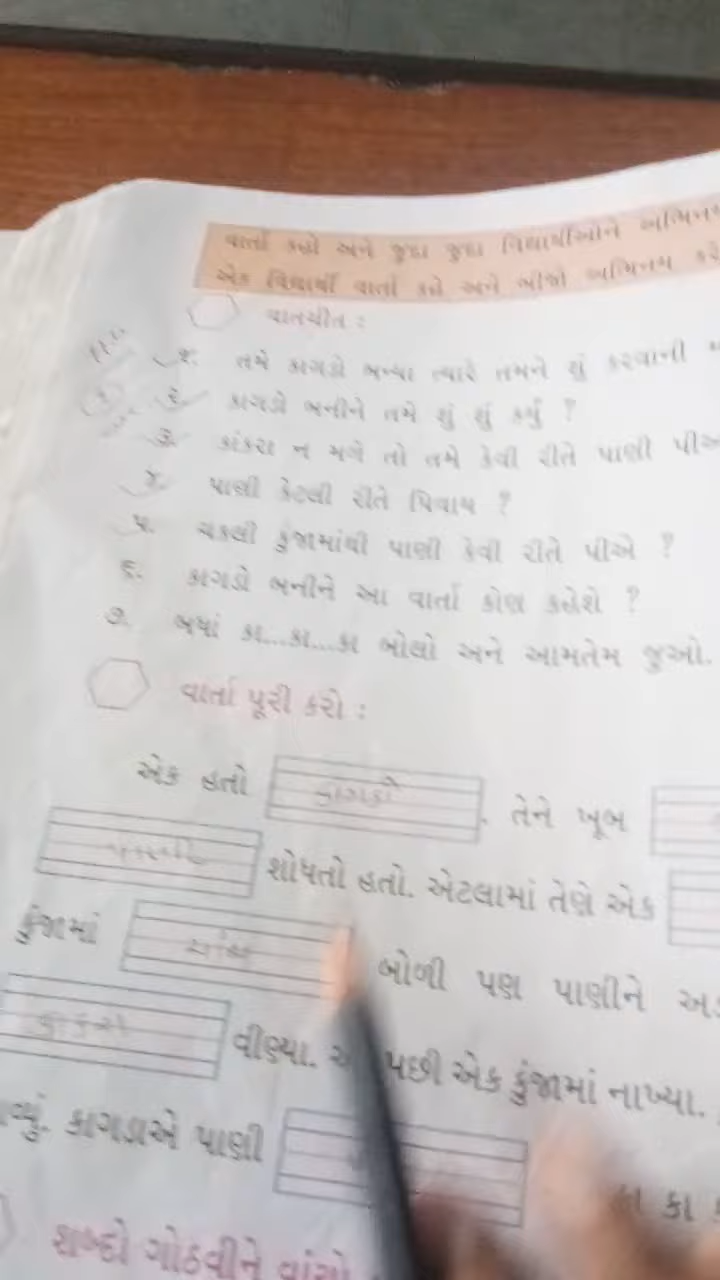 વાર્તા કહો અને જુદા જુદા વિદ્યાર્થીઓને અભિનય
એક વિદ્યાર્થી વાર્તા કહે અને બીજો અભિનય કરે
વાતચીત :
૧. તમે કાગડો બન્યા ત્યારે તમને શું કરવાની
૨. કાગડો બનીને તમે શું શું કર્યું ?
૩. કાંકરા ન મળે તો તમે કેવી રીતે પાણી
૪. પાણી કેટલી રીતે પિવાય ?
૫. ચકલી કુંજામાંથી પાણી કેવી રીતે પીએ ?
૬. કાગડો બનીને આ વાર્તા કોણ કહેશે ?
૭. બધાં કા...કા...કા બોલો અને આમતેમ જુઓ.
વાર્તા પૂરી કરો :
એક હતો કાગડો . તેને ખૂબ
શોધતો હતો. એટલામાં તેણે એક
કુંજામાં ચાંચ બોળી પણ પાણીને
કાંકરા વીણ્યા. પછી એક કુંજામાં નાખ્યા.
કાગડાએ પાણી કા કા
શબ્દો ગોઠવીને વાંચો